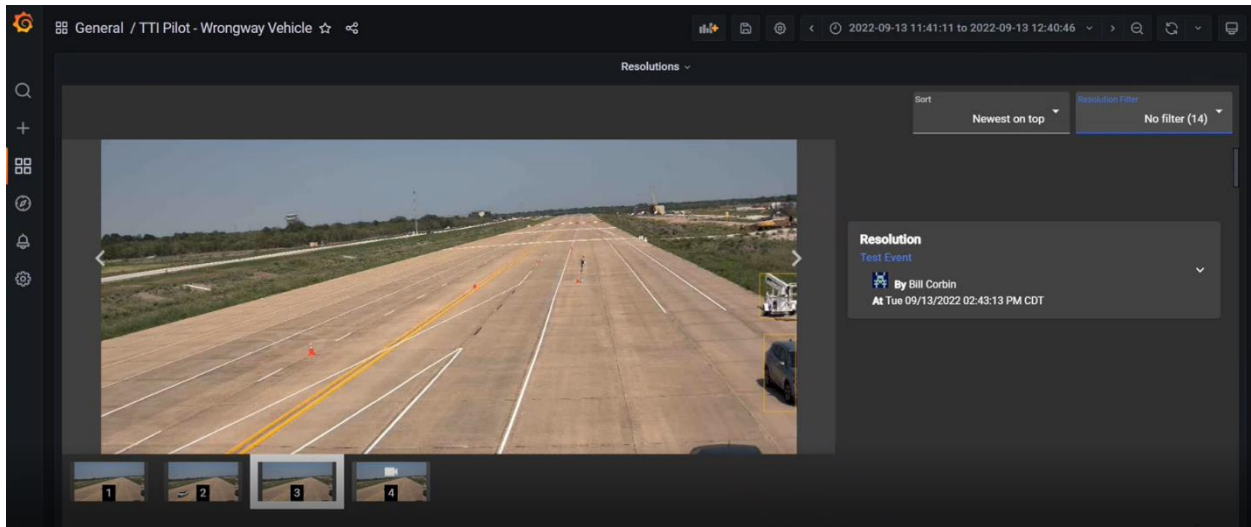 General / TTI Pilot - Wrongway Vehicle
2022-09-13 11:41:11 to 2022-09-13 12:40:46
Resolutions
Sort
Newest on top
Resolution Filter
No filter (14)
Resolution
Test Event
By Bill Corbin
At Tue 09/13/2022 02:43:13 PM CDT
1 2 3 4